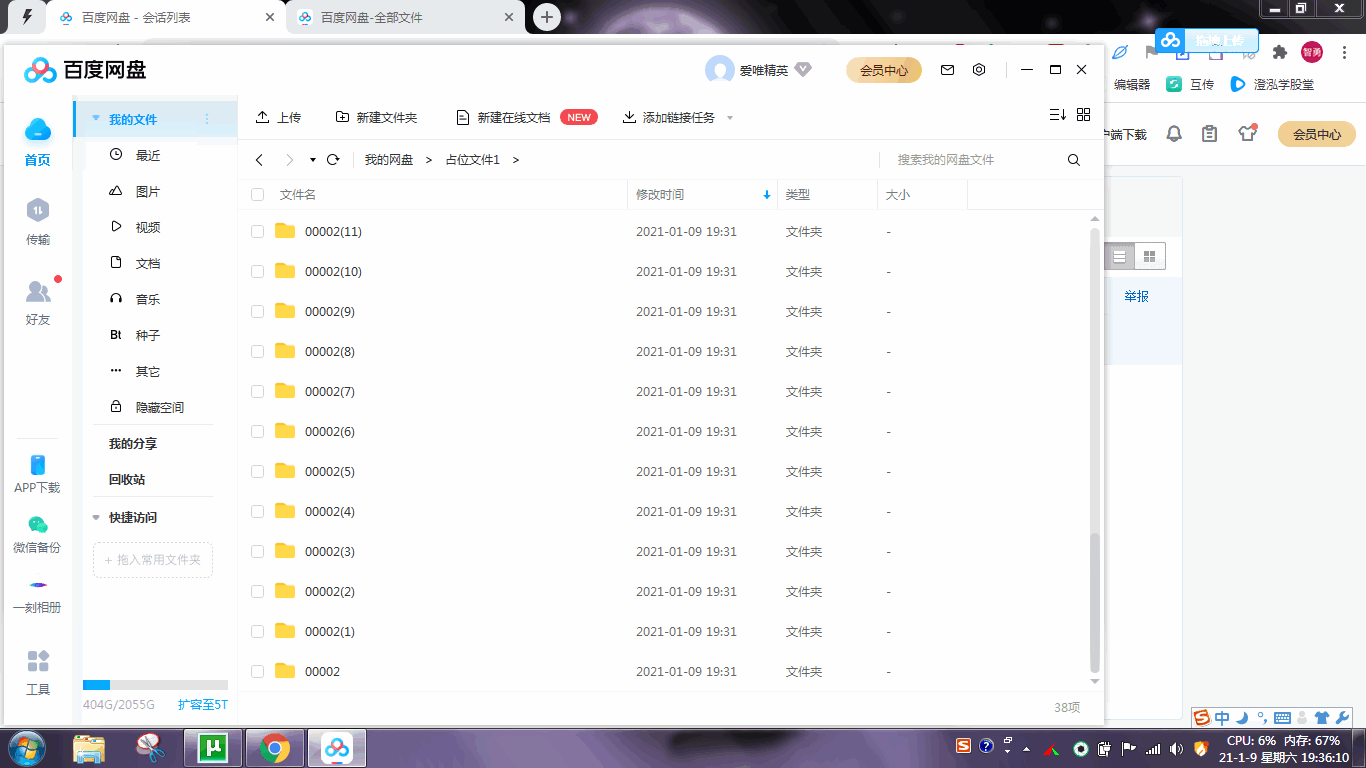 百度网盘 - 会话列表
百度网盘-全部文件
拖拽上传
编辑器
互传
澄泓学股堂
户端下载
会员中心
举报
百度网盘
爱唯精英
会员中心
首页
传输
好友
APP下载
微信备份
一刻相册
工具
我的文件
最近
图片
视频
文档
音乐
Bt 种子
其它
隐藏空间
我的分享
回收站
快捷访问
+ 拖入常用文件夹
404G/2055G 扩容至5T
上传 新建文件夹 新建在线文档 NEW 添加链接任务
我的网盘 > 占位文件1 >
搜索我的网盘文件
文件名 修改时间 类型 大小
00002(11) 2021-01-09 19:31 文件夹 -
00002(10) 2021-01-09 19:31 文件夹 -
00002(9) 2021-01-09 19:31 文件夹 -
00002(8) 2021-01-09 19:31 文件夹 -
00002(7) 2021-01-09 19:31 文件夹 -
00002(6) 2021-01-09 19:31 文件夹 -
00002(5) 2021-01-09 19:31 文件夹 -
00002(4) 2021-01-09 19:31 文件夹 -
00002(3) 2021-01-09 19:31 文件夹 -
00002(2) 2021-01-09 19:31 文件夹 -
00002(1) 2021-01-09 19:31 文件夹 -
00002 2021-01-09 19:31 文件夹 -
38项
中
CPU: 6% 内存: 67%
21-1-9 星期六 19:36:10
智勇